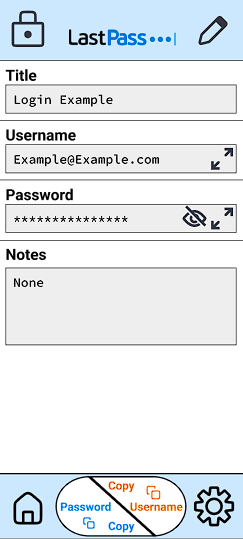 LastPass
Title
Login Example
Username
Example@Example.com
Password
***************
Notes
None
Copy
Password Username
Copy